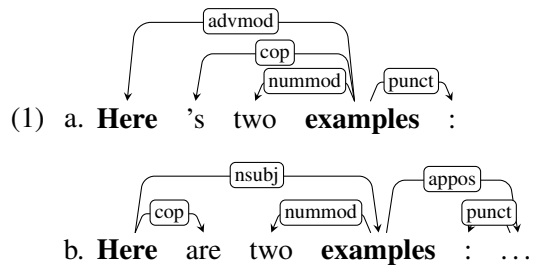 advmod
cop
nummod
punct
(1) a. Here 's two examples :
nsubj
appos
cop
nummod
punct
b. Here are two examples : ...